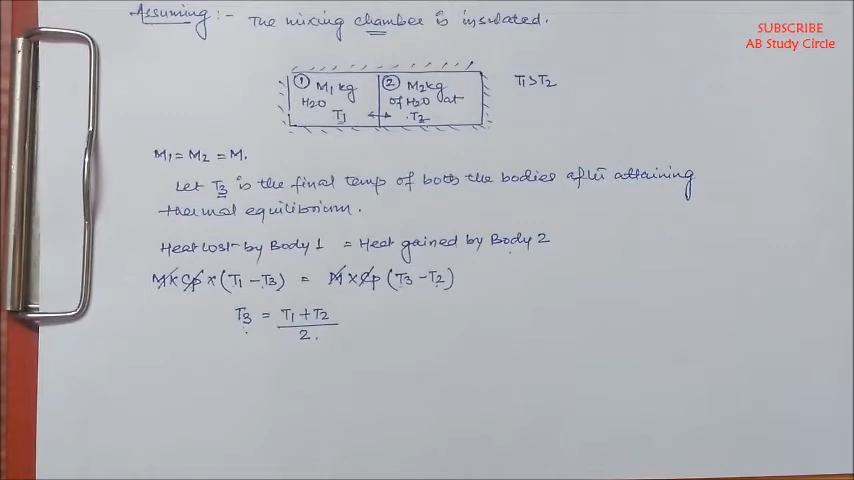 Assuming :- The mixing chamber is insulated.
SUBSCRIBE
AB Study Circle
① M1 kg ② M2 kg T1>T2
H2O of H2O at
T1 T2
M1 = M2 = M.
Let T3 is the final temp of both the bodies after attaining
thermal equilibrium.
Heat lost by Body 1 = Heat gained by Body 2
M x Cp x (T1 - T3) = M x Cp (T3 - T2)
T3 = T1 + T2
2.